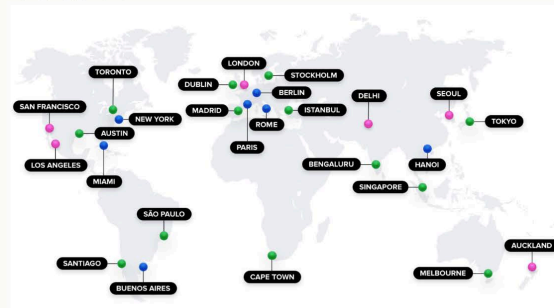 LONDON
TORONTO
STOCKHOLM
DUBLIN
BERLIN
DELHI
SEOUL
SAN FRANCISCO
NEW YORK
MADRID
ISTANBUL
TOKYO
AUSTIN
ROME
PARIS
LOS ANGELES
BENGALURU
HANOI
MIAMI
SINGAPORE
SÃO PAULO
AUCKLAND
SANTIAGO
CAPE TOWN
MELBOURNE
BUENOS AIRES